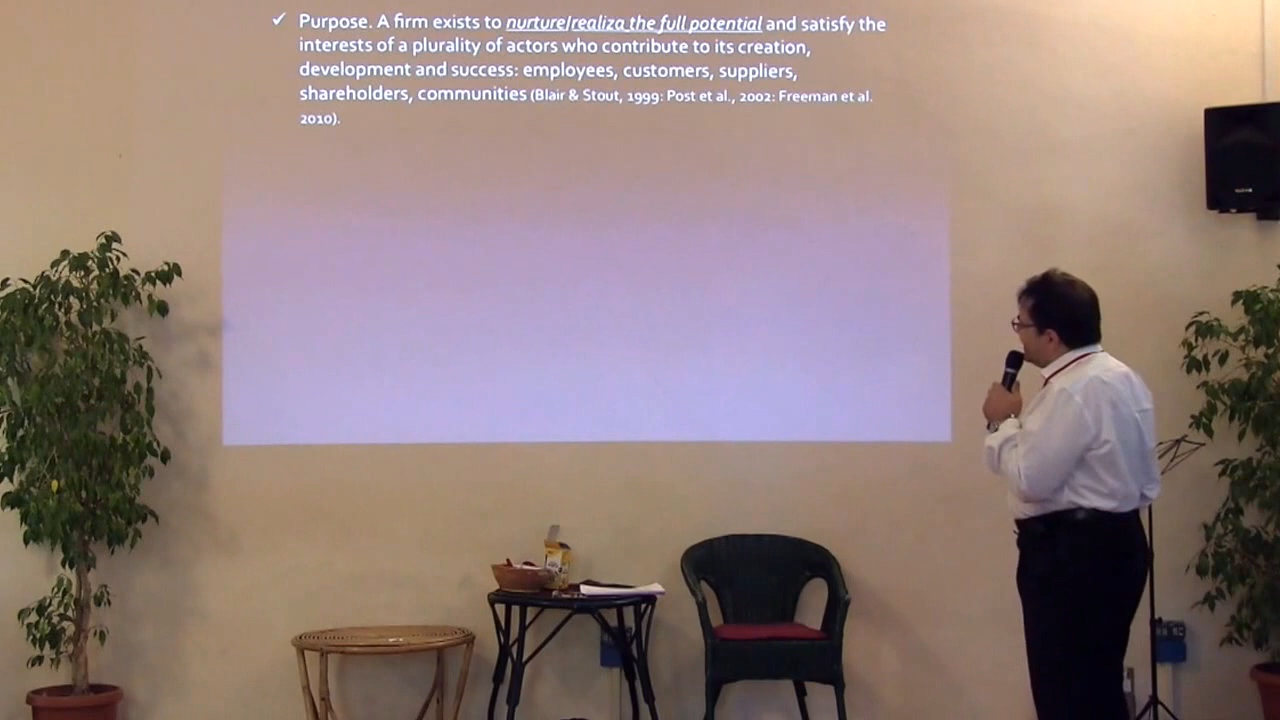 ✓ Purpose. A firm exists to nurture/realiza the full potential and satisfy the
interests of a plurality of actors who contribute to its creation,
development and success: employees, customers, suppliers,
shareholders, communities (Blair & Stout, 1999: Post et al., 2002: Freeman et al.
2010).